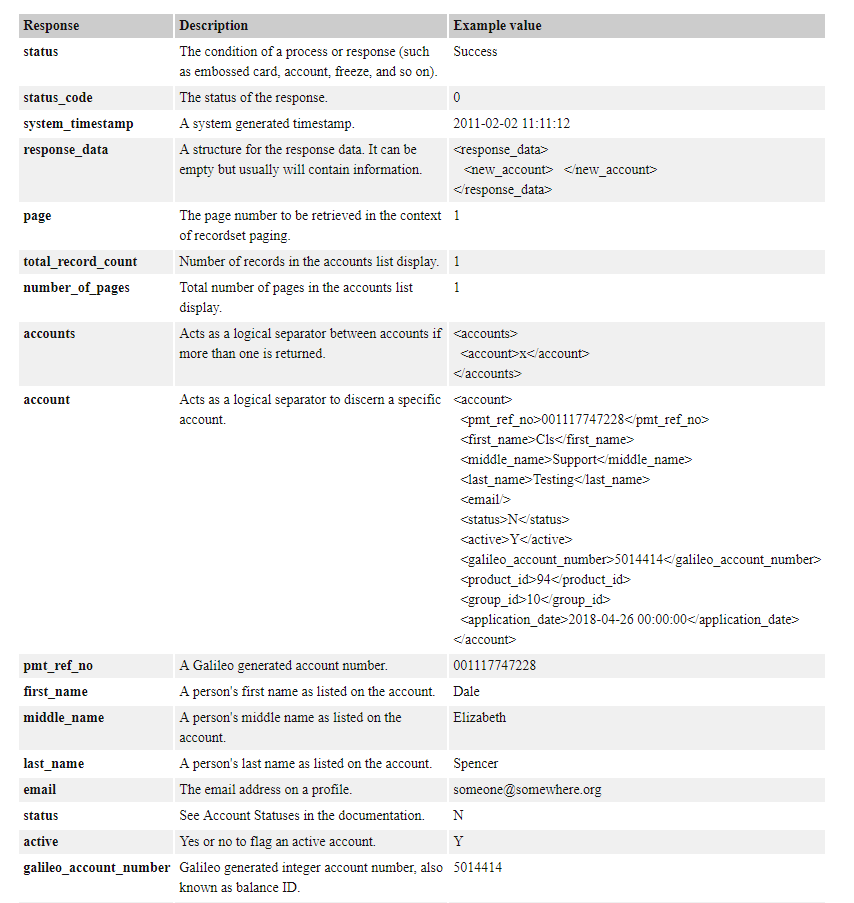 Response Description Example value
status The condition of a process or response (such Success
as embossed card, account, freeze, and so on).
status_code The status of the response. 0
system_timestamp A system generated timestamp. 2011-02-02 11:11:12
response_data A structure for the response data. It can be <response_data>
empty but usually will contain information. <new_account> </new_account>
</response_data>
page The page number to be retrieved in the context 1
of recordset paging.
total_record_count Number of records in the accounts list display. 1
number_of_pages Total number of pages in the accounts list 1
display.
accounts Acts as a logical separator between accounts if <accounts>
more than one is returned. <account>x</account>
</accounts>
account Acts as a logical separator to discern a specific <account>
account. <pmt_ref_no>001117747228</pmt_ref_no>
<first_name>Cls</first_name>
<middle_name>Support</middle_name>
<last_name>Testing</last_name>
<email/>
<status>N</status>
<active>Y</active>
<galileo_account_number>5014414</galileo_account_number>
<product_id>94</product_id>
<group_id>10</group_id>
<application_date>2018-04-26 00:00:00</application_date>
</account>
pmt_ref_no A Galileo generated account number. 001117747228
first_name A person's first name as listed on the account. Dale
middle_name A person's middle name as listed on the Elizabeth
account.
last_name A person's last name as listed on the account. Spencer
email The email address on a profile. someone@somewhere.org
status See Account Statuses in the documentation. N
active Yes or no to flag an active account. Y
galileo_account_number Galileo generated integer account number, also 5014414
known as balance ID.